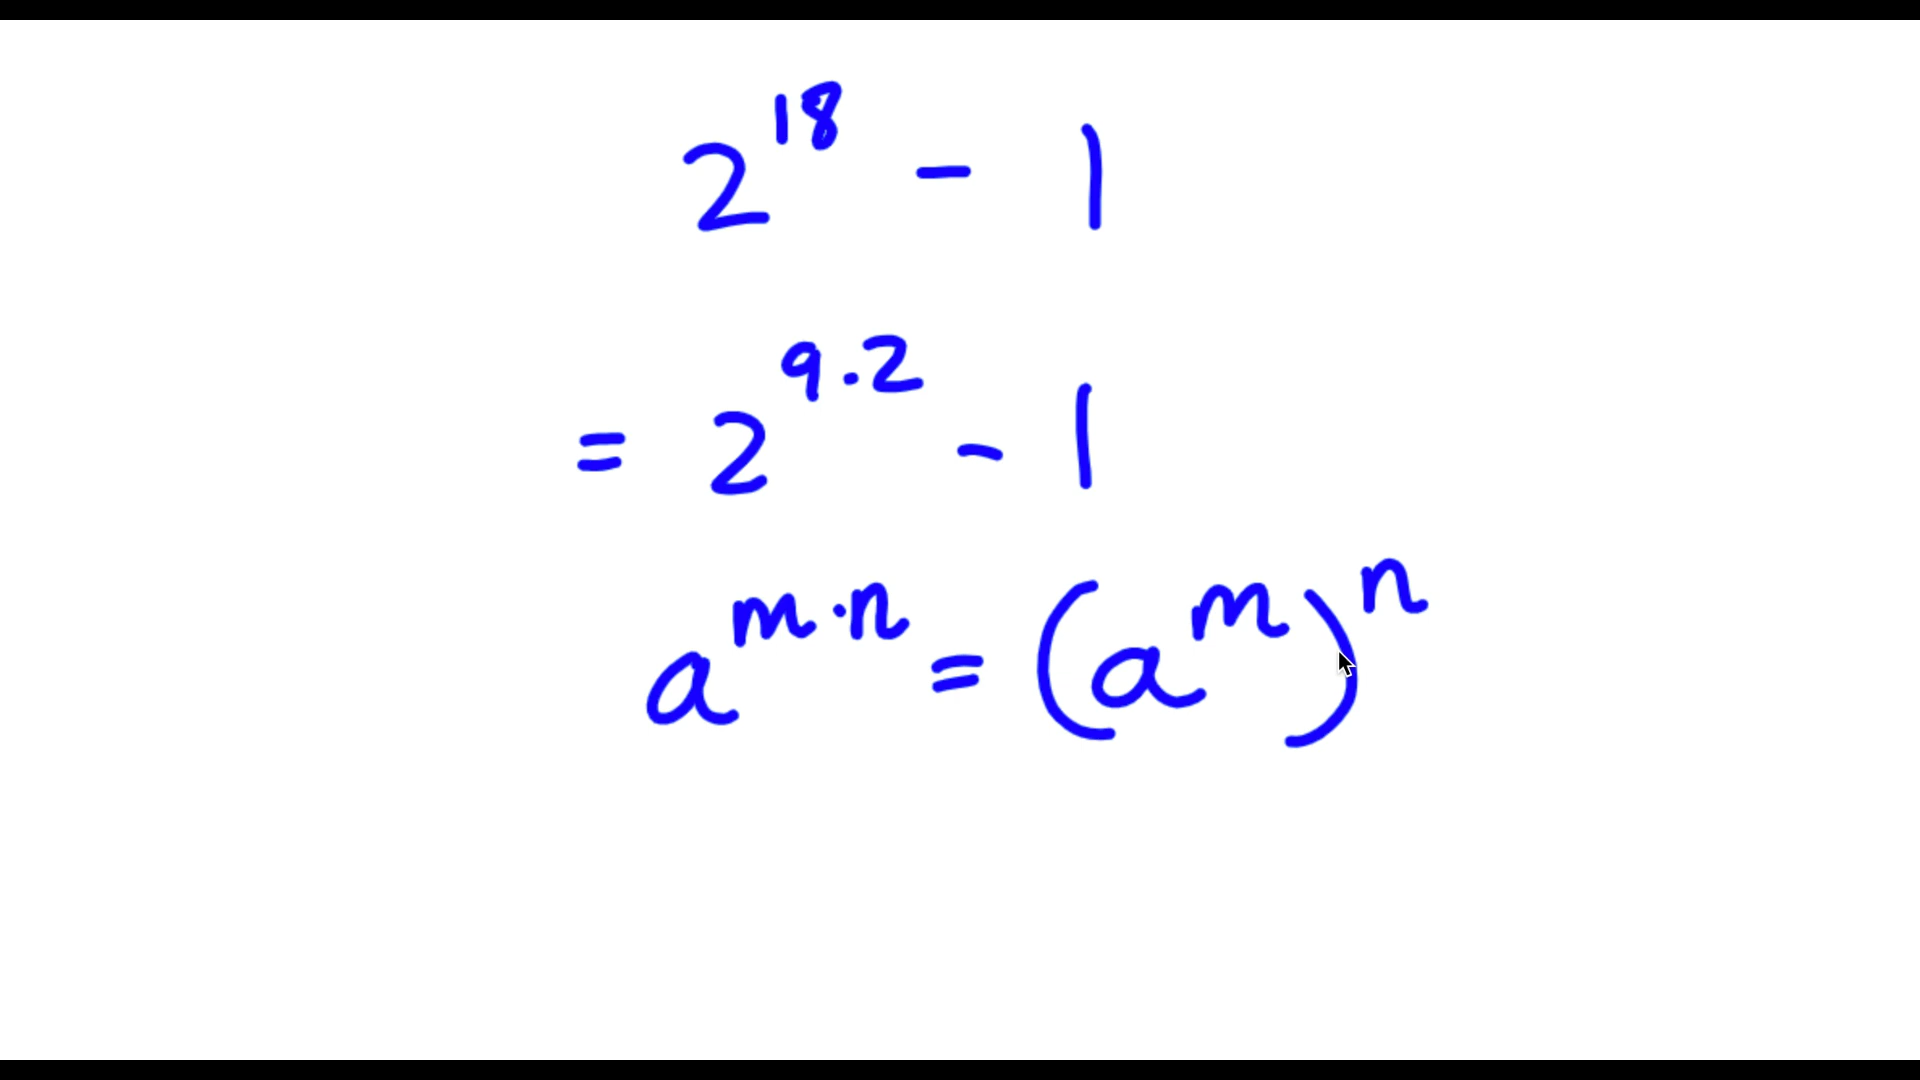 2^18 - 1
= 2^9·2 - 1
a^m·n = (a^m)^n